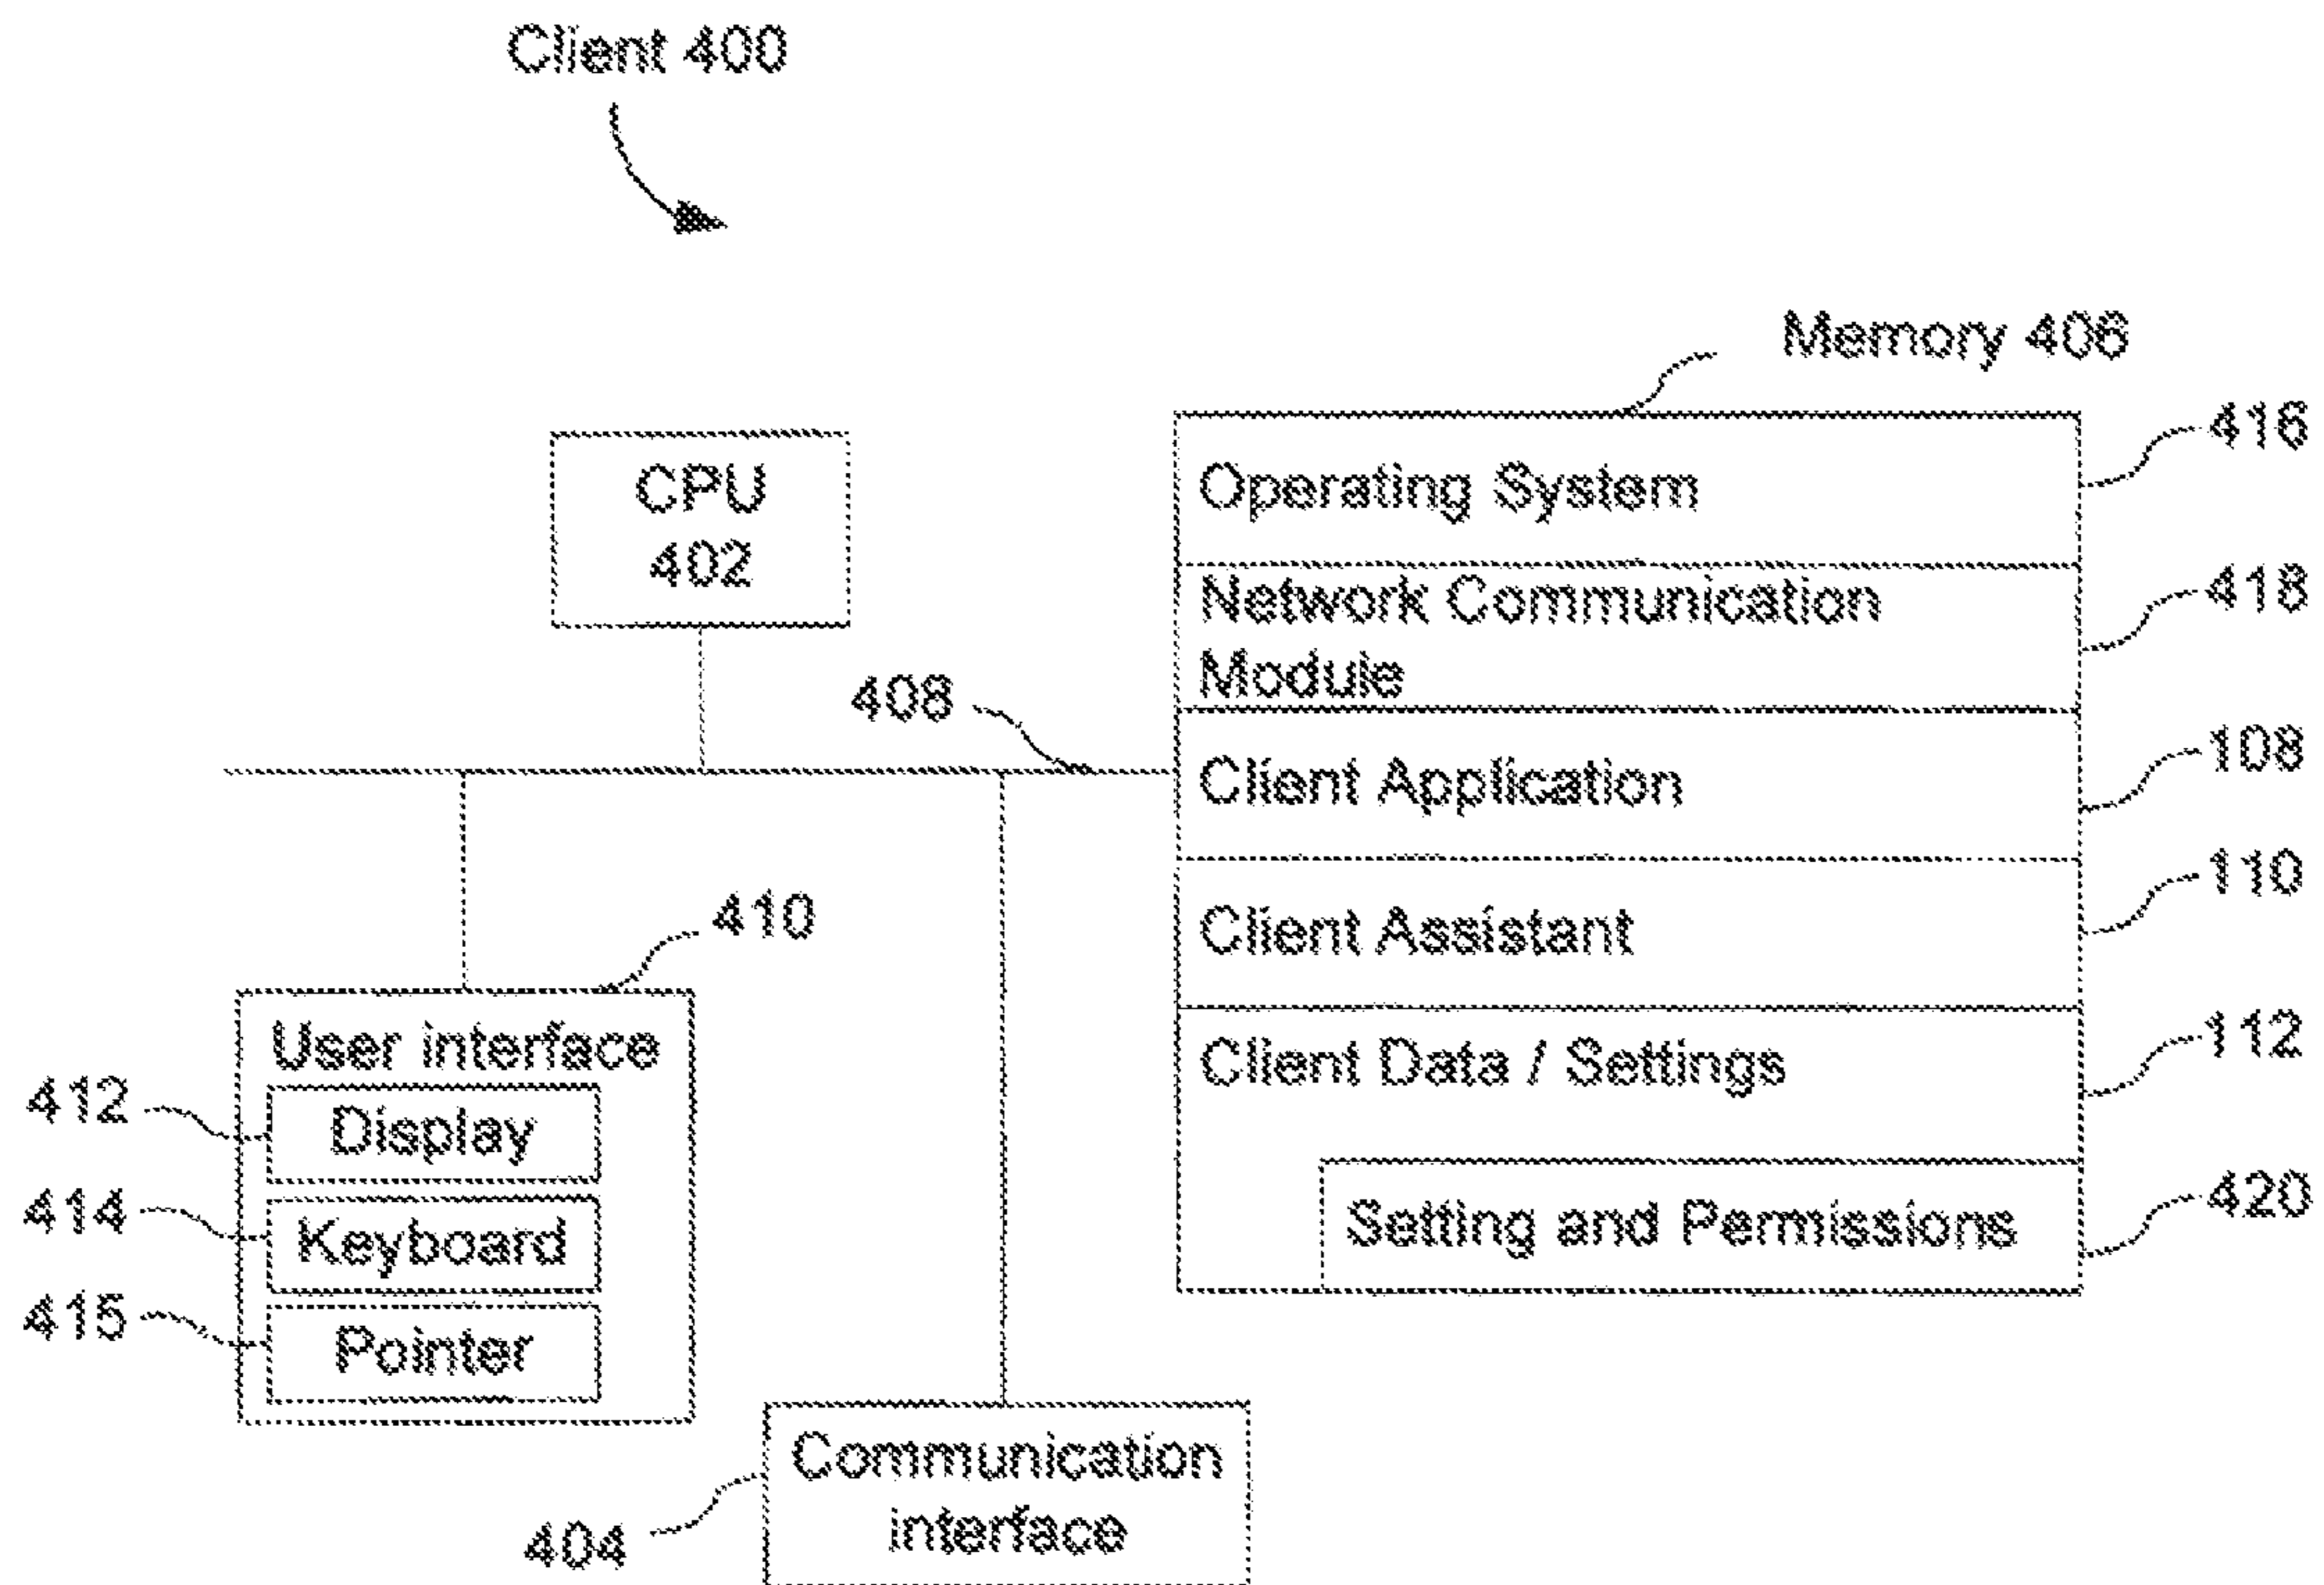 Client 400
Memory 406
416
CPU
402
Operating System
418
Network Communication
Module
408
108
Client Application
110
Client Assistant
410
112
User interface
Client Data / Settings
412
Display
420
414
Keyboard
Setting and Permissions
415
Pointer
Communication
interface
404